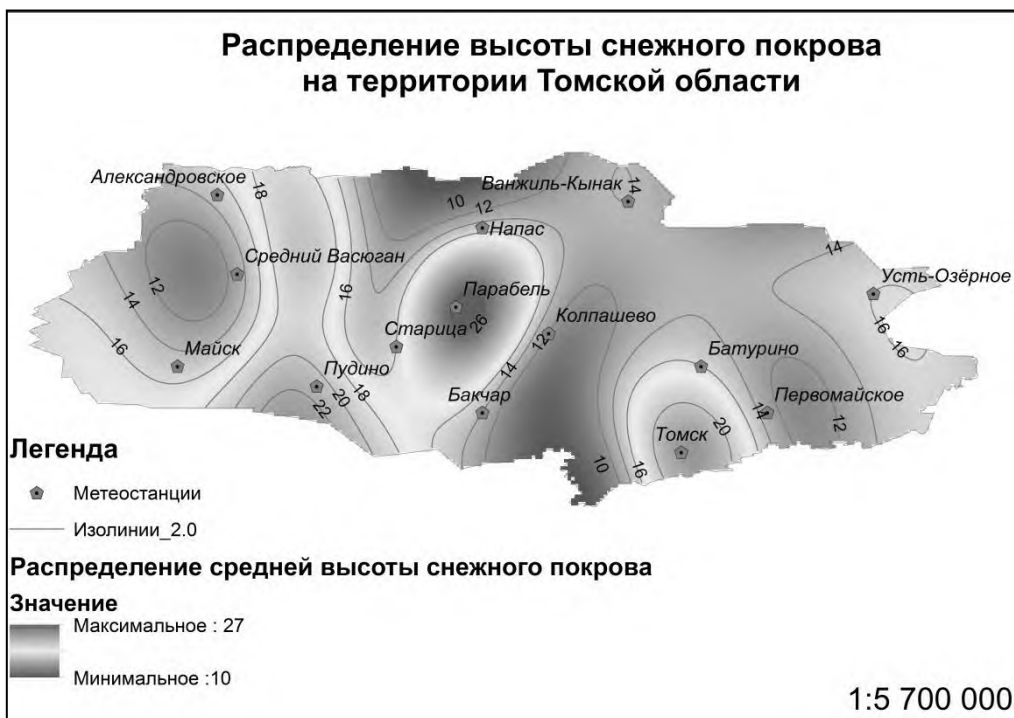 Распределение высоты снежного покрова
на территории Томской области
Александровское
18
Ванжиль-Кынак
14
10
12
Напас
14
Средний Васюган
12
14
16
16
Усть-Озёрное
Парабель
26
Колпашево
12
Старица
16
16
Майск
Пудино
20
18
22
14
Батурино
Бакчар
Первомайское
14
12
20
Томск
10
16
Легенда
Метеостанции
Изолинии_2.0
Распределение средней высоты снежного покрова
Значение
Максимальное : 27
Минимальное :10
1:5 700 000